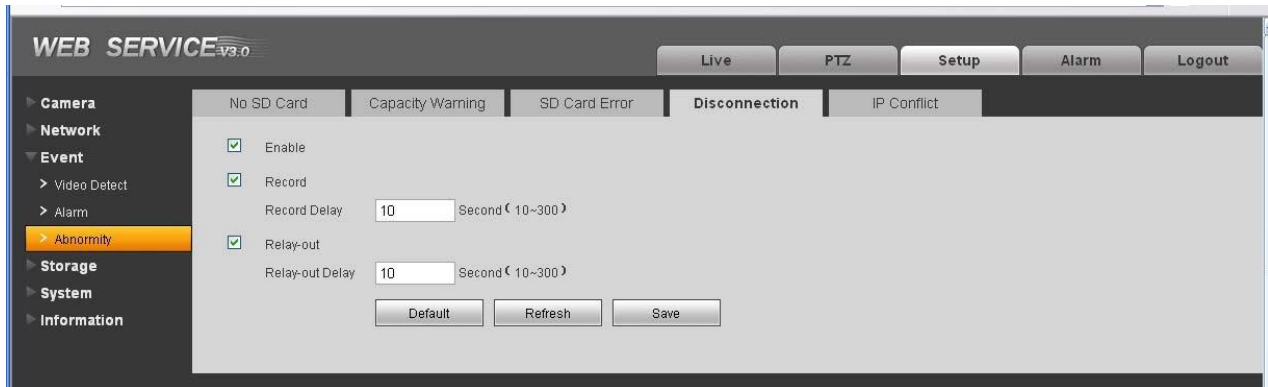 WEB SERVICE V3.0
Live PTZ Setup Alarm Logout
Camera
Network
Event
> Video Detect
> Alarm
> Abnormity
Storage
System
Information
No SD Card Capacity Warning SD Card Error Disconnection IP Conflict
Enable
Record
Record Delay 10 Second ( 10~300 )
Relay-out
Relay-out Delay 10 Second ( 10~300 )
Default Refresh Save